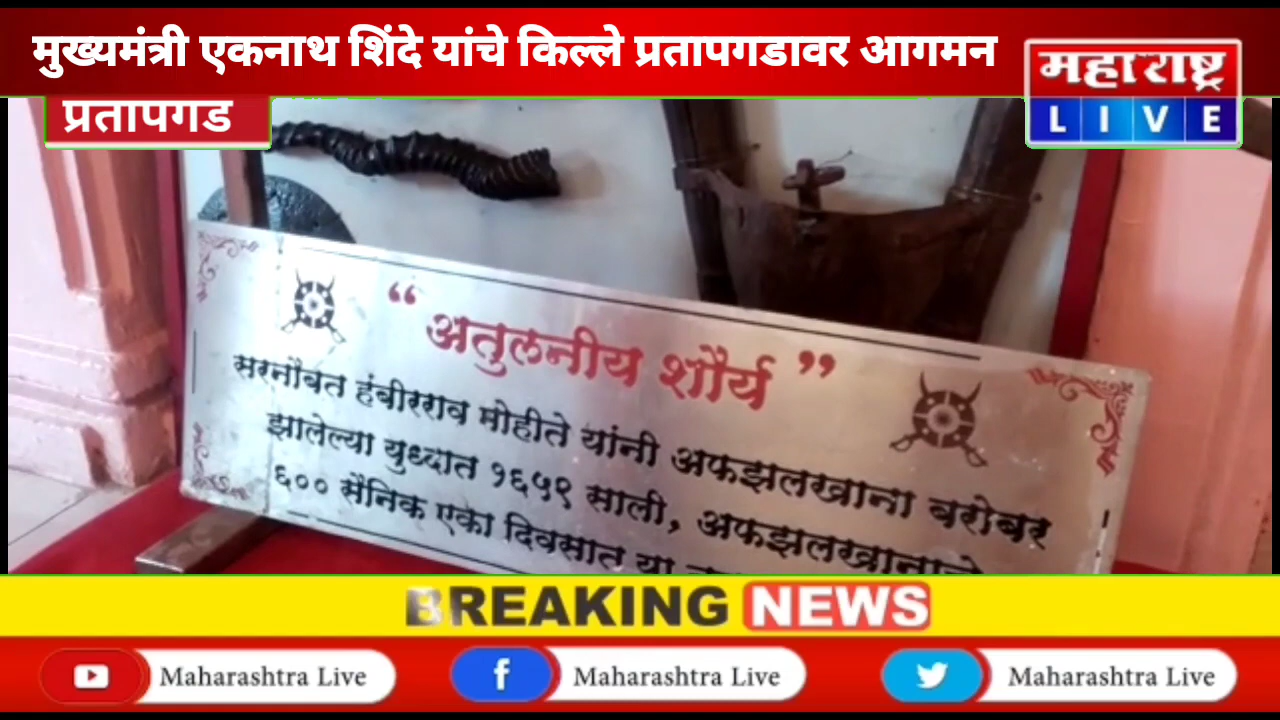 मुख्यमंत्री एकनाथ शिंदे यांचे किल्ले प्रतापगडावर आगमन
महाराष्ट्र
LIVE
प्रतापगड
“अतुलनीय शौर्य”
सरनौबत हंबीरराव मोहीते यांनी अफझलखाना बरोबर
झालेल्या युध्दात १६५९ साली, अफझलखानाचे
६०० सैनिक एका दिवसात या
BREAKING NEWS
Maharashtra Live
Maharashtra Live
Maharashtra Live